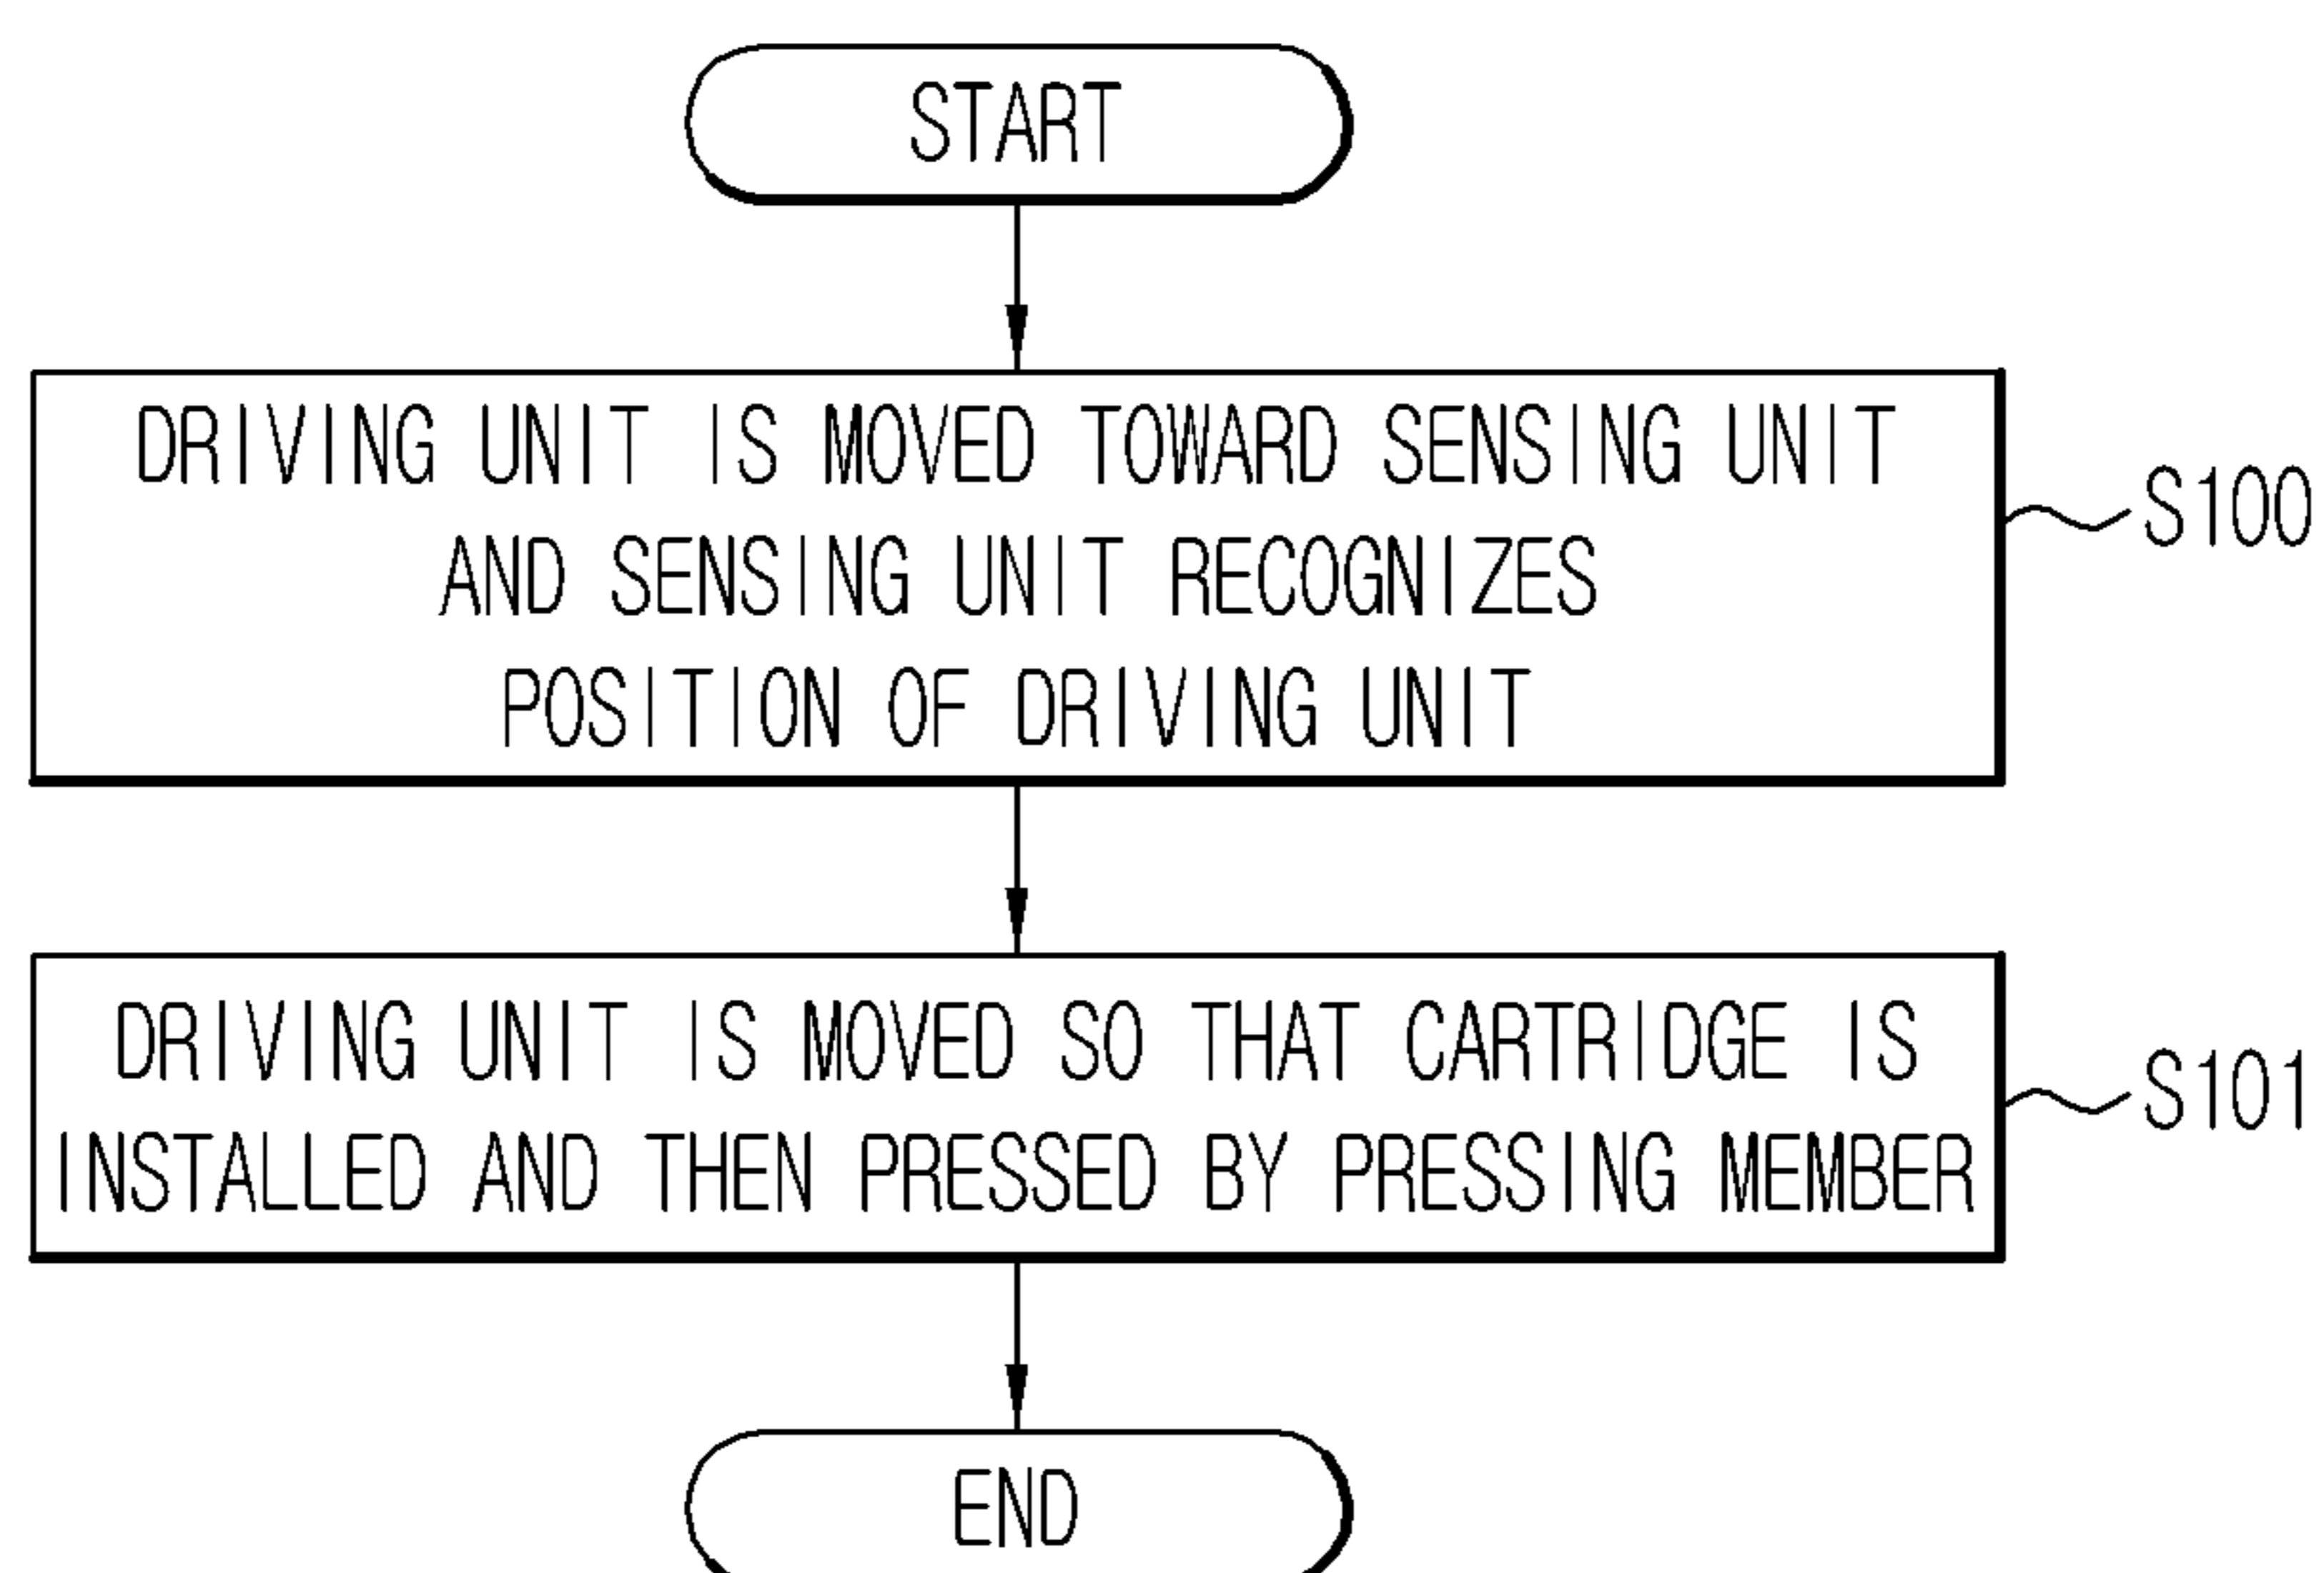 START
DRIVING UNIT IS MOVED TOWARD SENSING UNIT
AND SENSING UNIT RECOGNIZES
POSITION OF DRIVING UNIT
S100
DRIVING UNIT IS MOVED SO THAT CARTRIDGE IS
INSTALLED AND THEN PRESSED BY PRESSING MEMBER
S101
END